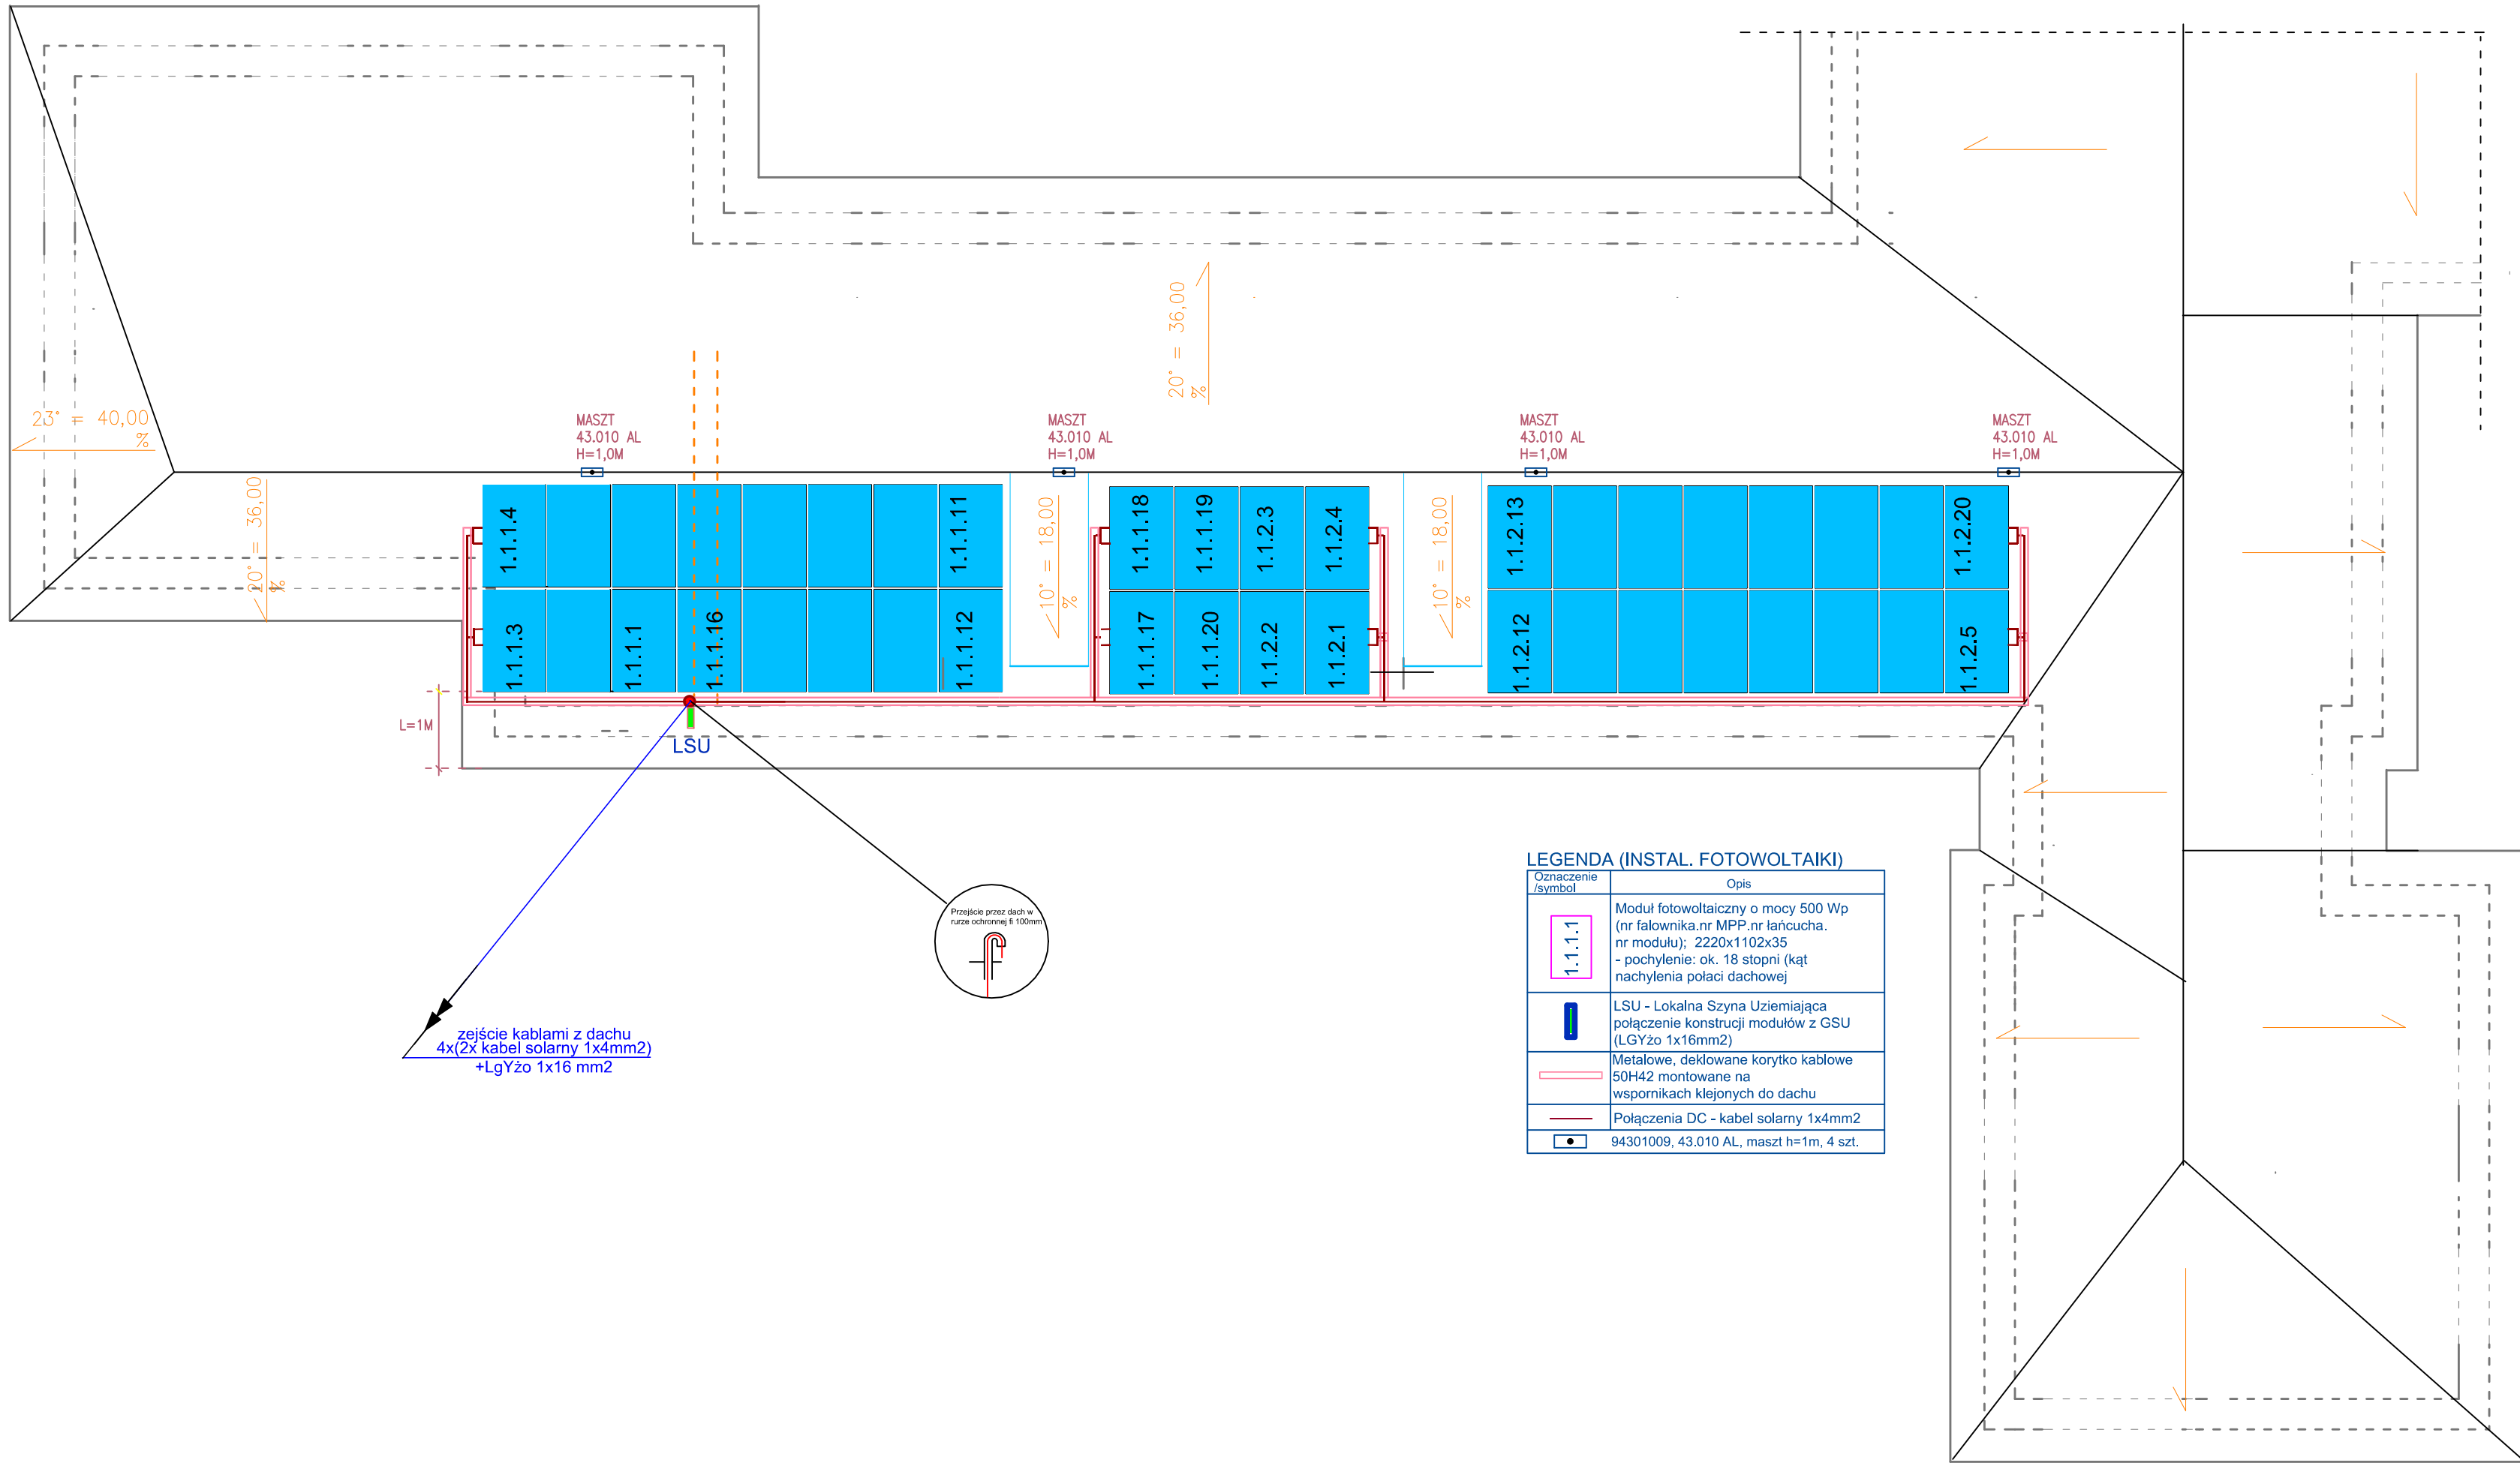 23° = 40,00
%
20° = 36,00
%
20° = 36,00
%
MASZT
43.010 AL
H=1,0M
MASZT
43.010 AL
H=1,0M
MASZT
43.010 AL
H=1,0M
MASZT
43.010 AL
H=1,0M
1.1.1.4
1.1.1.11
1.1.1.3
1.1.1.1
1.1.1.16
1.1.1.12
10° = 18,00
%
1.1.1.18
1.1.1.19
1.1.2.3
1.1.2.4
1.1.1.17
1.1.1.20
1.1.2.2
1.1.2.1
10° = 18,00
%
1.1.2.13
1.1.2.20
1.1.2.12
1.1.2.5
L=1M
LSU
Przejście przez dach w
rurze ochronnej fi 100mm
zejście kablami z dachu
4x(2x kabel solarny 1x4mm2)
+LgYżo 1x16 mm2
LEGENDA (INSTAL. FOTOWOLTAIKI)
Oznaczenie
/symbol
Opis
1.1.1.1
Moduł fotowoltaiczny o mocy 500 Wp
(nr falownika.nr MPP.nr łańcucha.
nr modułu); 2220x1102x35
- pochylenie: ok. 18 stopni (kąt
nachylenia połaci dachowej
LSU - Lokalna Szyna Uziemiająca
połączenie konstrucji modułów z GSU
(LGYżo 1x16mm2)
Metalowe, deklowane korytko kablowe
50H42 montowane na
wspornikach klejonych do dachu
Połączenia DC - kabel solarny 1x4mm2
94301009, 43.010 AL, maszt h=1m, 4 szt.